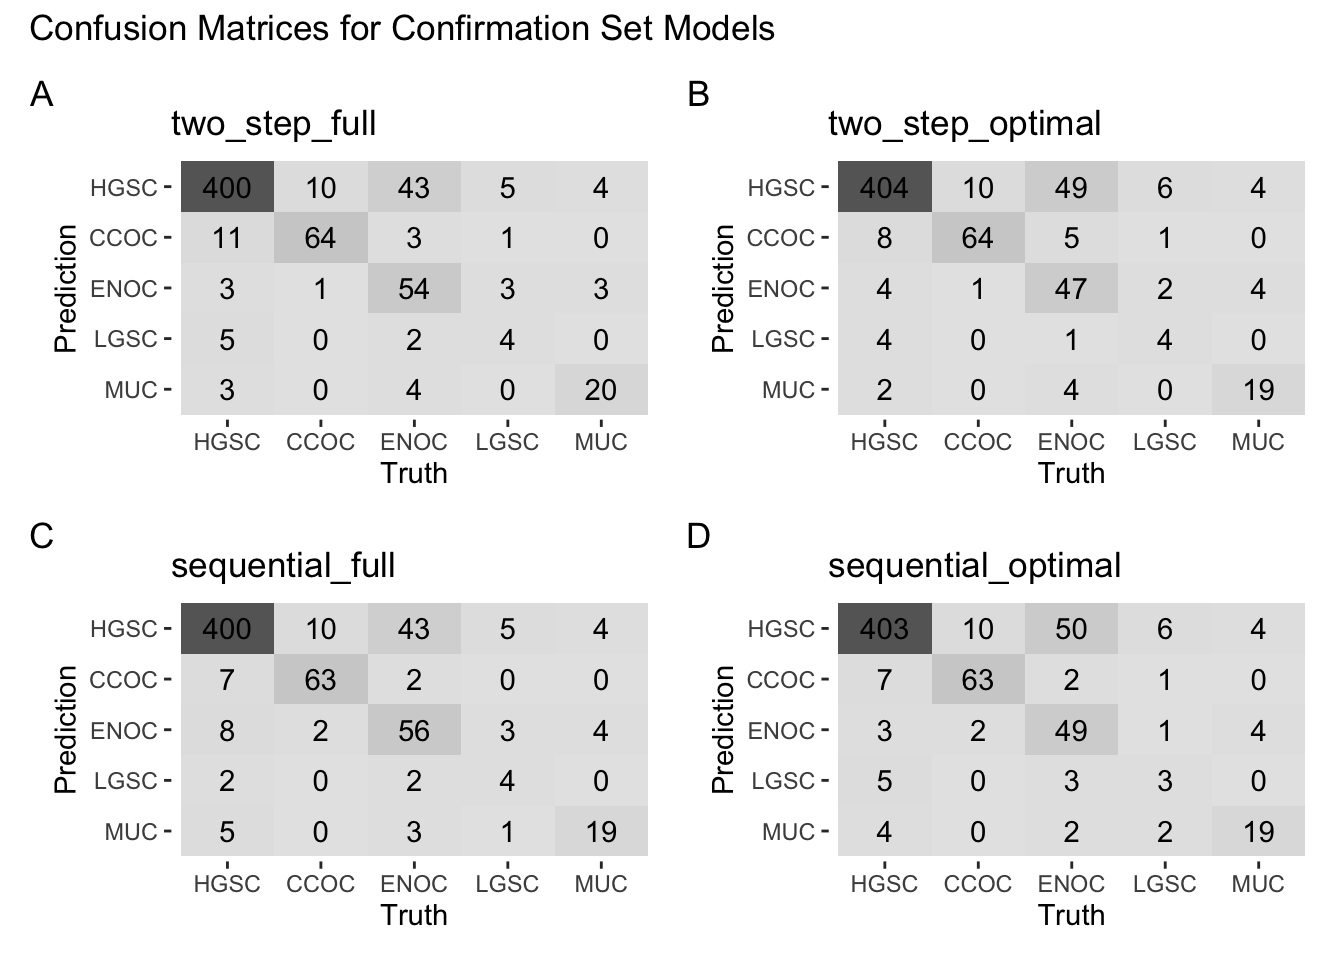 Confusion Matrices for Confirmation Set Models
A
two_step_full
Prediction
HGSC 400 10 43 5 4
CCOC 11 64 3 1 0
ENOC 3 1 54 3 3
LGSC 5 0 2 4 0
MUC 3 0 4 0 20
HGSC CCOC ENOC LGSC MUC
Truth
B
two_step_optimal
Prediction
HGSC 404 10 49 6 4
CCOC 8 64 5 1 0
ENOC 4 1 47 2 4
LGSC 4 0 1 4 0
MUC 2 0 4 0 19
HGSC CCOC ENOC LGSC MUC
Truth
C
sequential_full
Prediction
HGSC 400 10 43 5 4
CCOC 7 63 2 0 0
ENOC 8 2 56 3 4
LGSC 2 0 2 4 0
MUC 5 0 3 1 19
HGSC CCOC ENOC LGSC MUC
Truth
D
sequential_optimal
Prediction
HGSC 403 10 50 6 4
CCOC 7 63 2 1 0
ENOC 3 2 49 1 4
LGSC 5 0 3 3 0
MUC 4 0 2 2 19
HGSC CCOC ENOC LGSC MUC
Truth